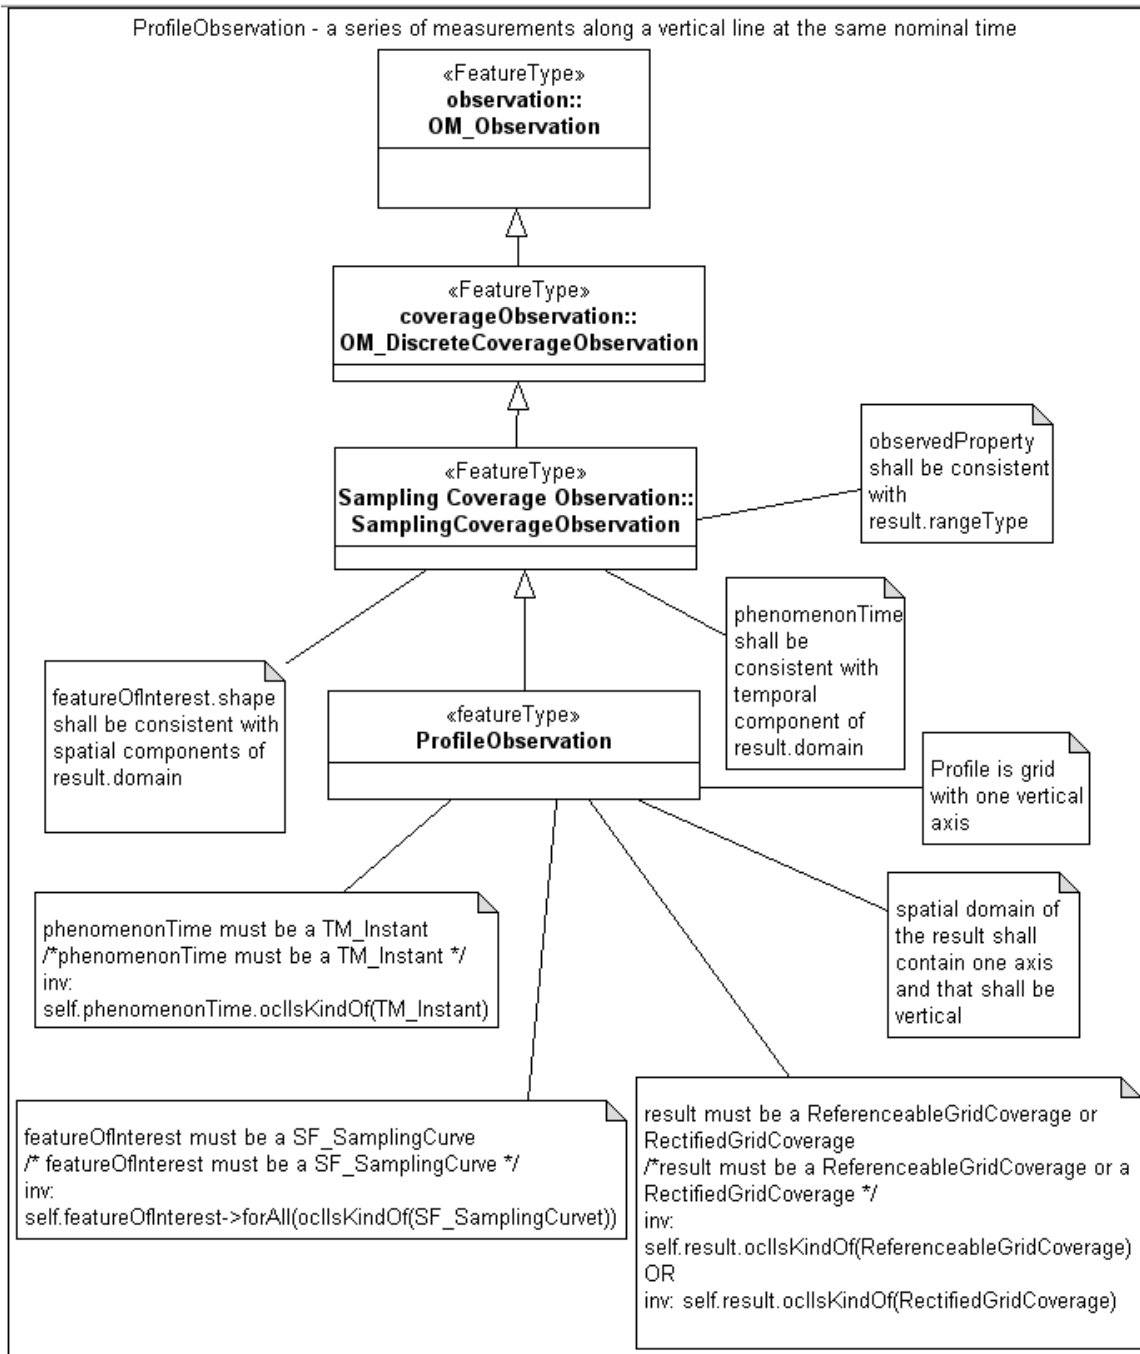 ProfileObservation - a series of measurements along a vertical line at the same nominal time
«FeatureType»
observation::
OM_Observation
«FeatureType»
coverageObservation::
OM_DiscreteCoverageObservation
«FeatureType»
Sampling Coverage Observation::
SamplingCoverageObservation
observedProperty
shall be consistent
with
result.rangeType
phenomenonTime
shall be
consistent with
temporal
component of
result.domain
featureOfInterest.shape
shall be consistent with
spatial components of
result.domain
«featureType»
ProfileObservation
Profile is grid
with one vertical
axis
spatial domain of
the result shall
contain one axis
and that shall be
vertical
phenomenonTime must be a TM_Instant
/*phenomenonTime must be a TM_Instant */
inv:
self.phenomenonTime.oclIsKindOf(TM_Instant)
featureOfInterest must be a SF_SamplingCurve
/* featureOfInterest must be a SF_SamplingCurve */
inv:
self.featureOfInterest->forAll(oclIsKindOf(SF_SamplingCurvet))
result must be a ReferenceableGridCoverage or
RectifiedGridCoverage
/*result must be a ReferenceableGridCoverage or a
RectifiedGridCoverage */
inv:
self.result.oclIsKindOf(ReferenceableGridCoverage)
OR
inv: self.result.oclIsKindOf(RectifiedGridCoverage)